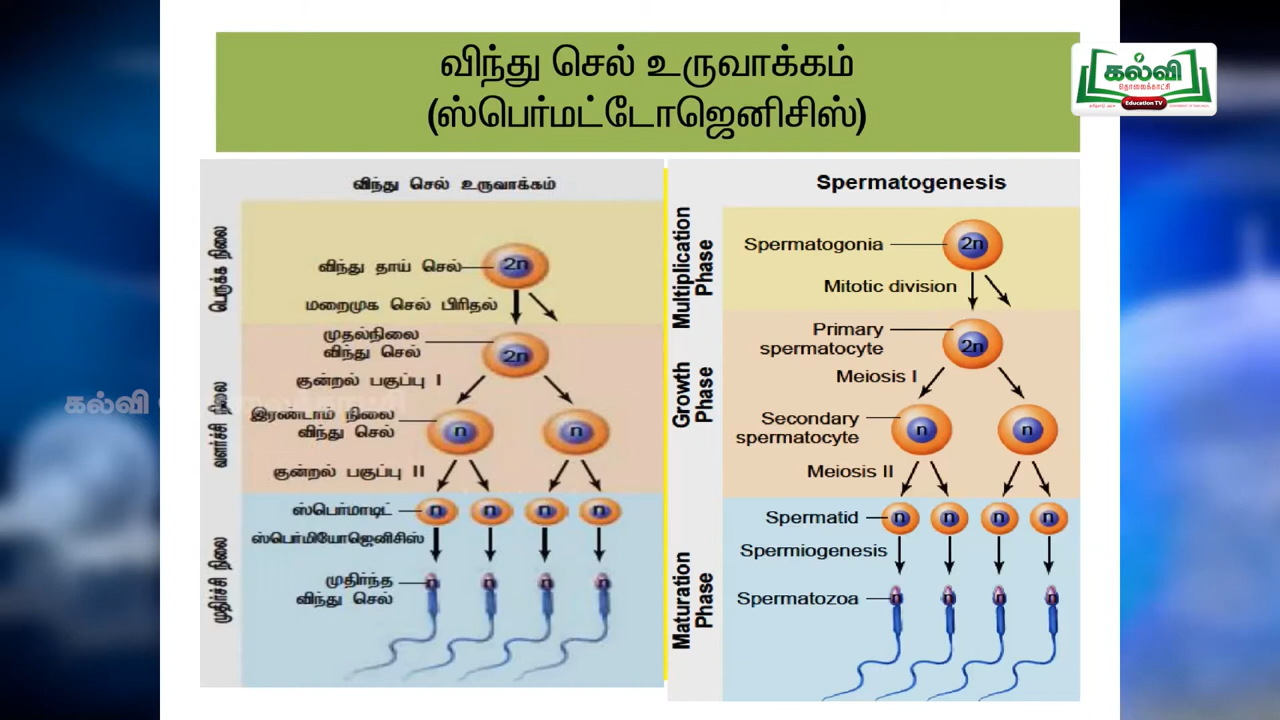 விந்து செல் உருவாக்கம்
(ஸ்பெர்மட்டோஜெனிசிஸ்)
கல்வி
தொலைக்காட்சி
Education TV
விந்து செல் உருவாக்கம்
பெருக்க நிலை
விந்து தாய் செல்
2n
மறைமுக செல் பிரிதல்
முதல்நிலை
விந்து செல்
2n
குன்றல் பகுப்பு I
வளர்ச்சி நிலை
இரண்டாம் நிலை
விந்து செல்
n n
குன்றல் பகுப்பு II
ஸ்பெர்மாடிட்
n n n n
ஸ்பெர்மியோஜெனிசிஸ்
முதிர்ச்சி நிலை
முதிர்ந்த
விந்து செல்
n n n n
Spermatogenesis
Multiplication
Phase
Spermatogonia
2n
Mitotic division
Primary
spermatocyte
2n
Meiosis I
Growth
Phase
Secondary
spermatocyte
n n
Meiosis II
Spermatid
n n n n
Spermiogenesis
Maturation
Phase
Spermatozoa
n n n n
கல்வி தொலைக்காட்சி